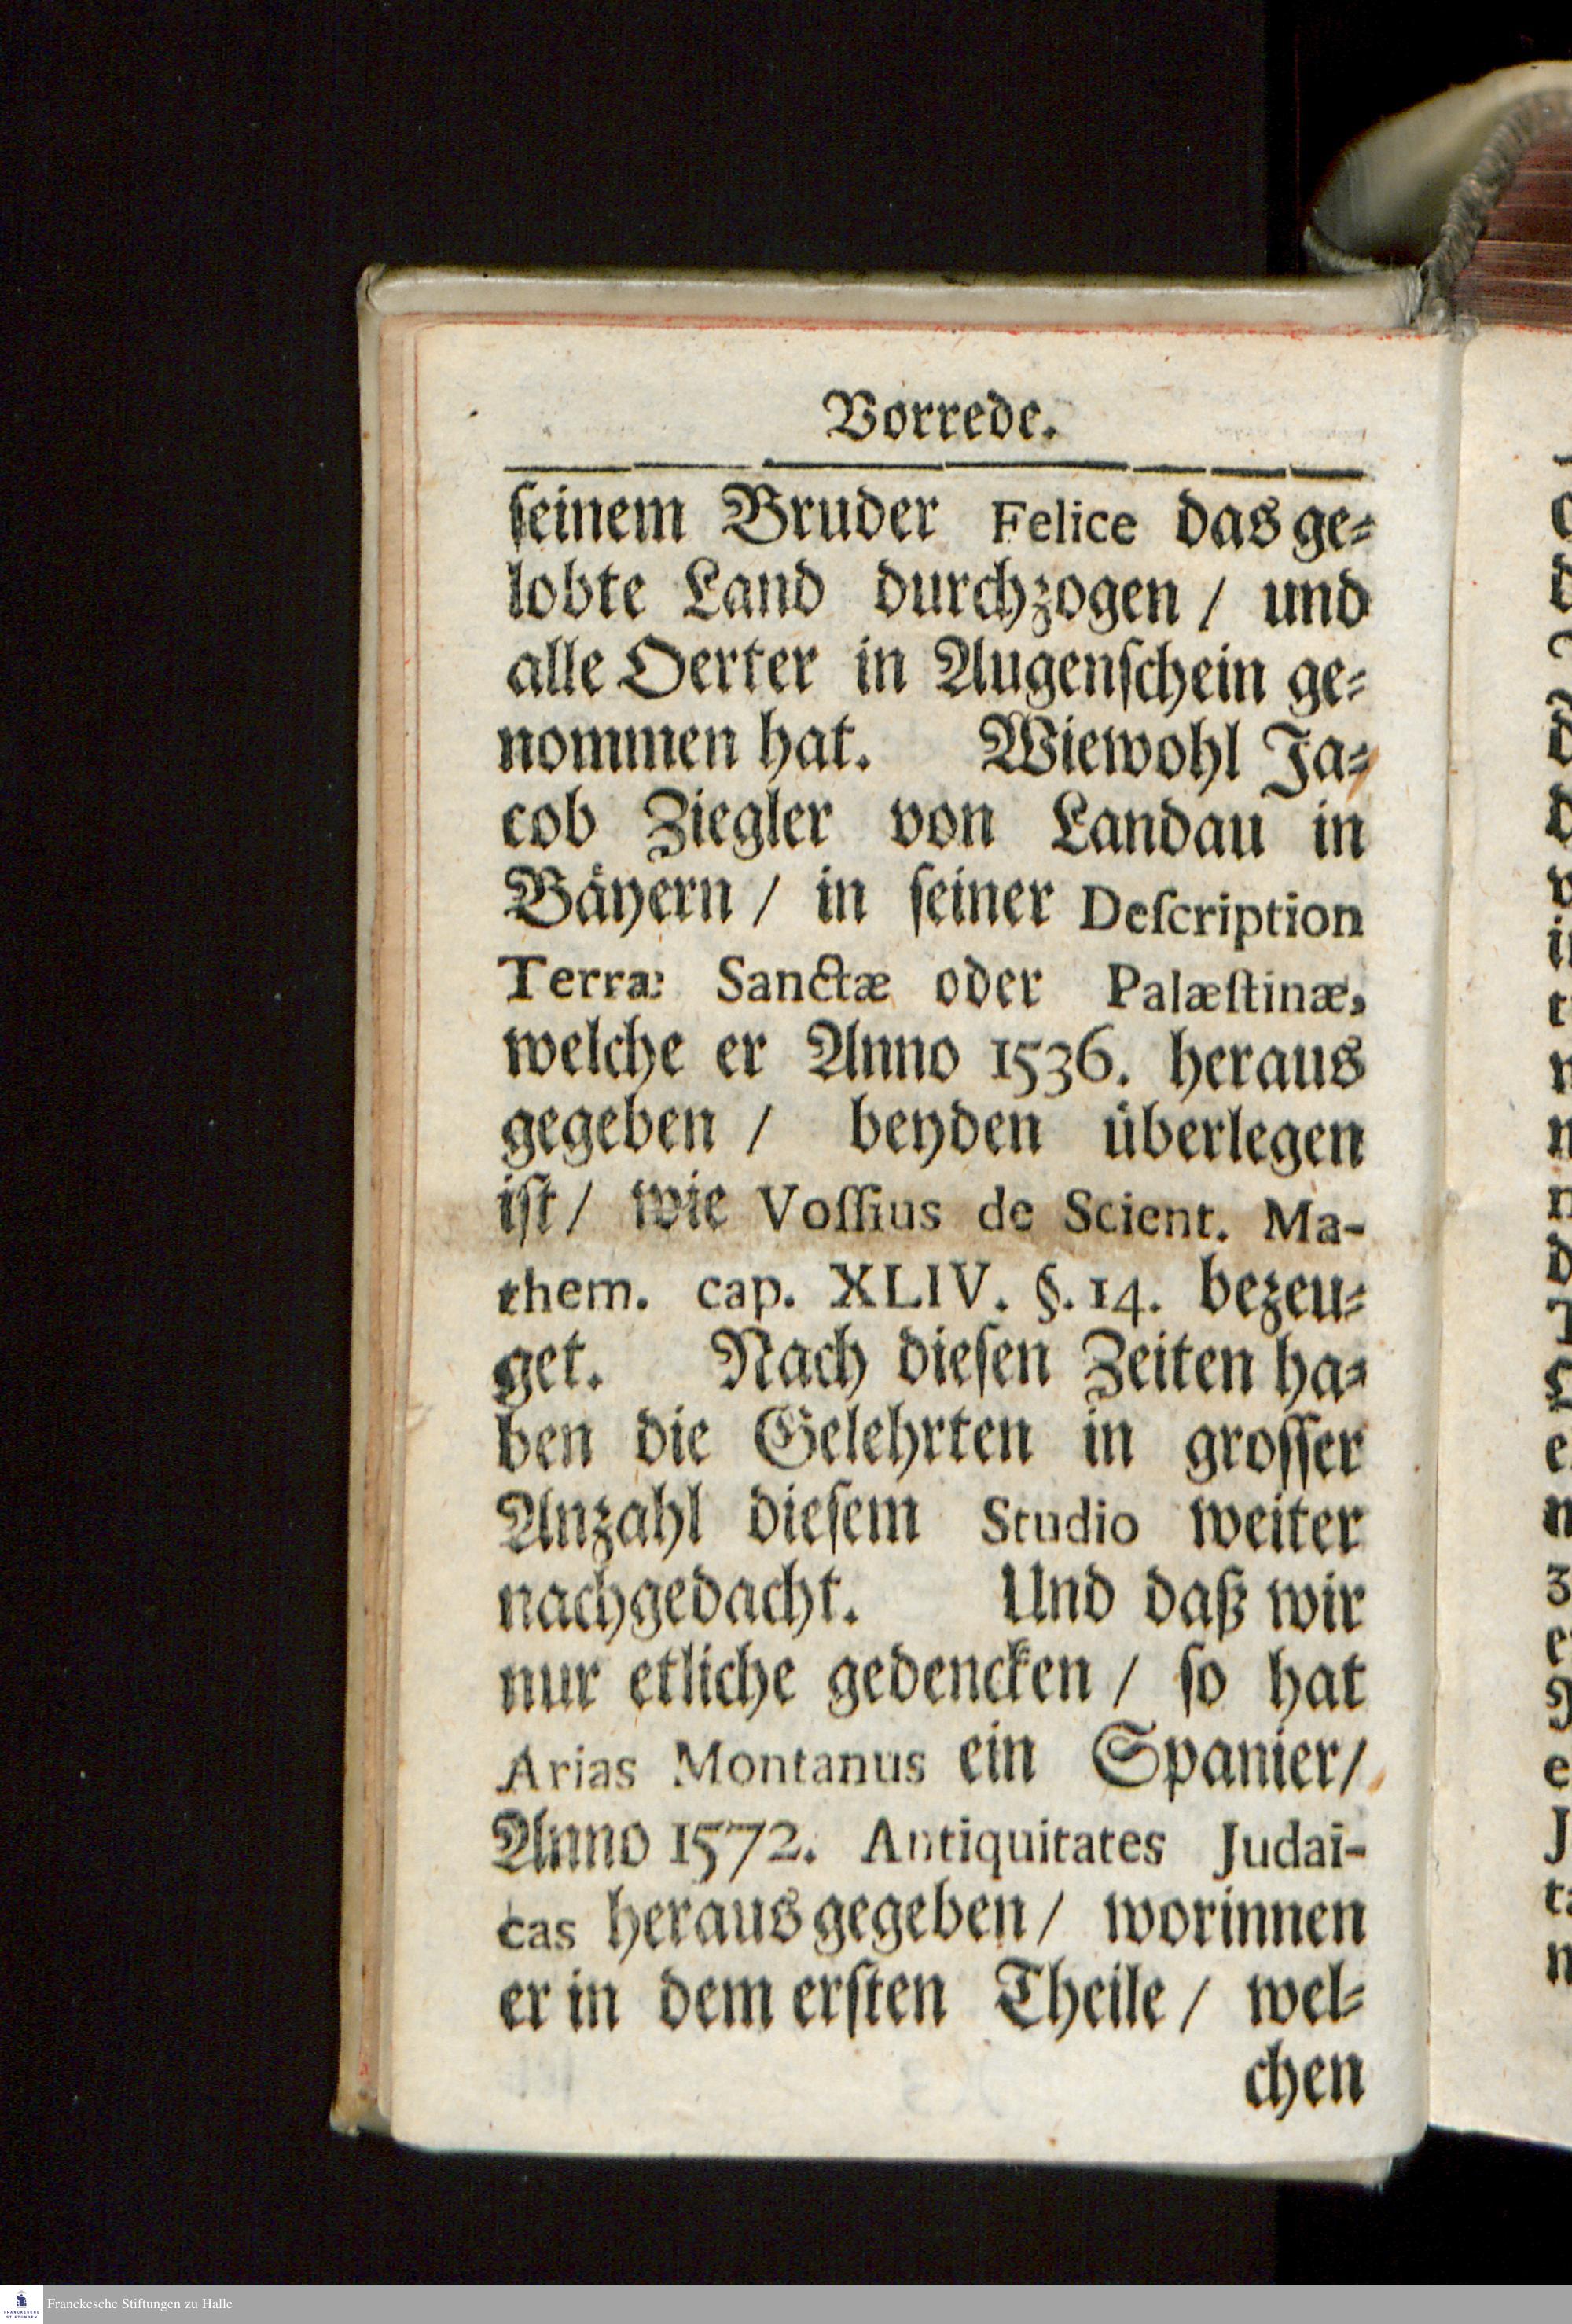 Vorrede.
ſeinem Bruder Felice das ge⸗
lobte Land durchzogen / und
alle Oerter in Augenſchein ge⸗
nommen hat. Wiewohl Ja⸗
cob Ziegler von Landau in
Bäyern / in ſeiner Deſcription
Terræ Sanctæ oder Palæſtinæ,
welche er Anno 1536. heraus
gegeben / beyden überlegen
iſt / wie Voſſius de Scient. Ma-
them. cap. XLIV. §. 14. bezeu⸗
get. Nach dieſen Zeiten ha⸗
ben die Gelehrten in groſſer
Anzahl dieſem Studio weiter
nachgedacht. Und daß wir
nur etliche gedencken / ſo hat
Arias Montanus ein Spanier /
Anno 1572. Antiquitates Judaï-
cas heraus gegeben / worinnen
er in dem erſten Theile / wel⸗
chen
Franckesche Stiftungen zu Halle